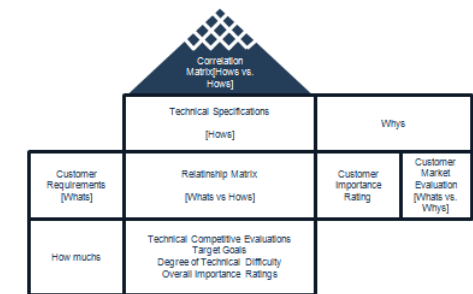 Correlation
Matrix[Hows vs.
Hows]
Technical Specifications
[Hows]
Whys
Customer
Requirements
[Whats]
Relatinship Matrix
[Whats vs Hows]
Customer
Importance
Rating
Customer
Market
Evaluation
[Whats vs.
Whys]
How muchs
Technical Competitive Evaluations
Target Goals
Degree of Technical Difficulty
Overall Importance Ratings